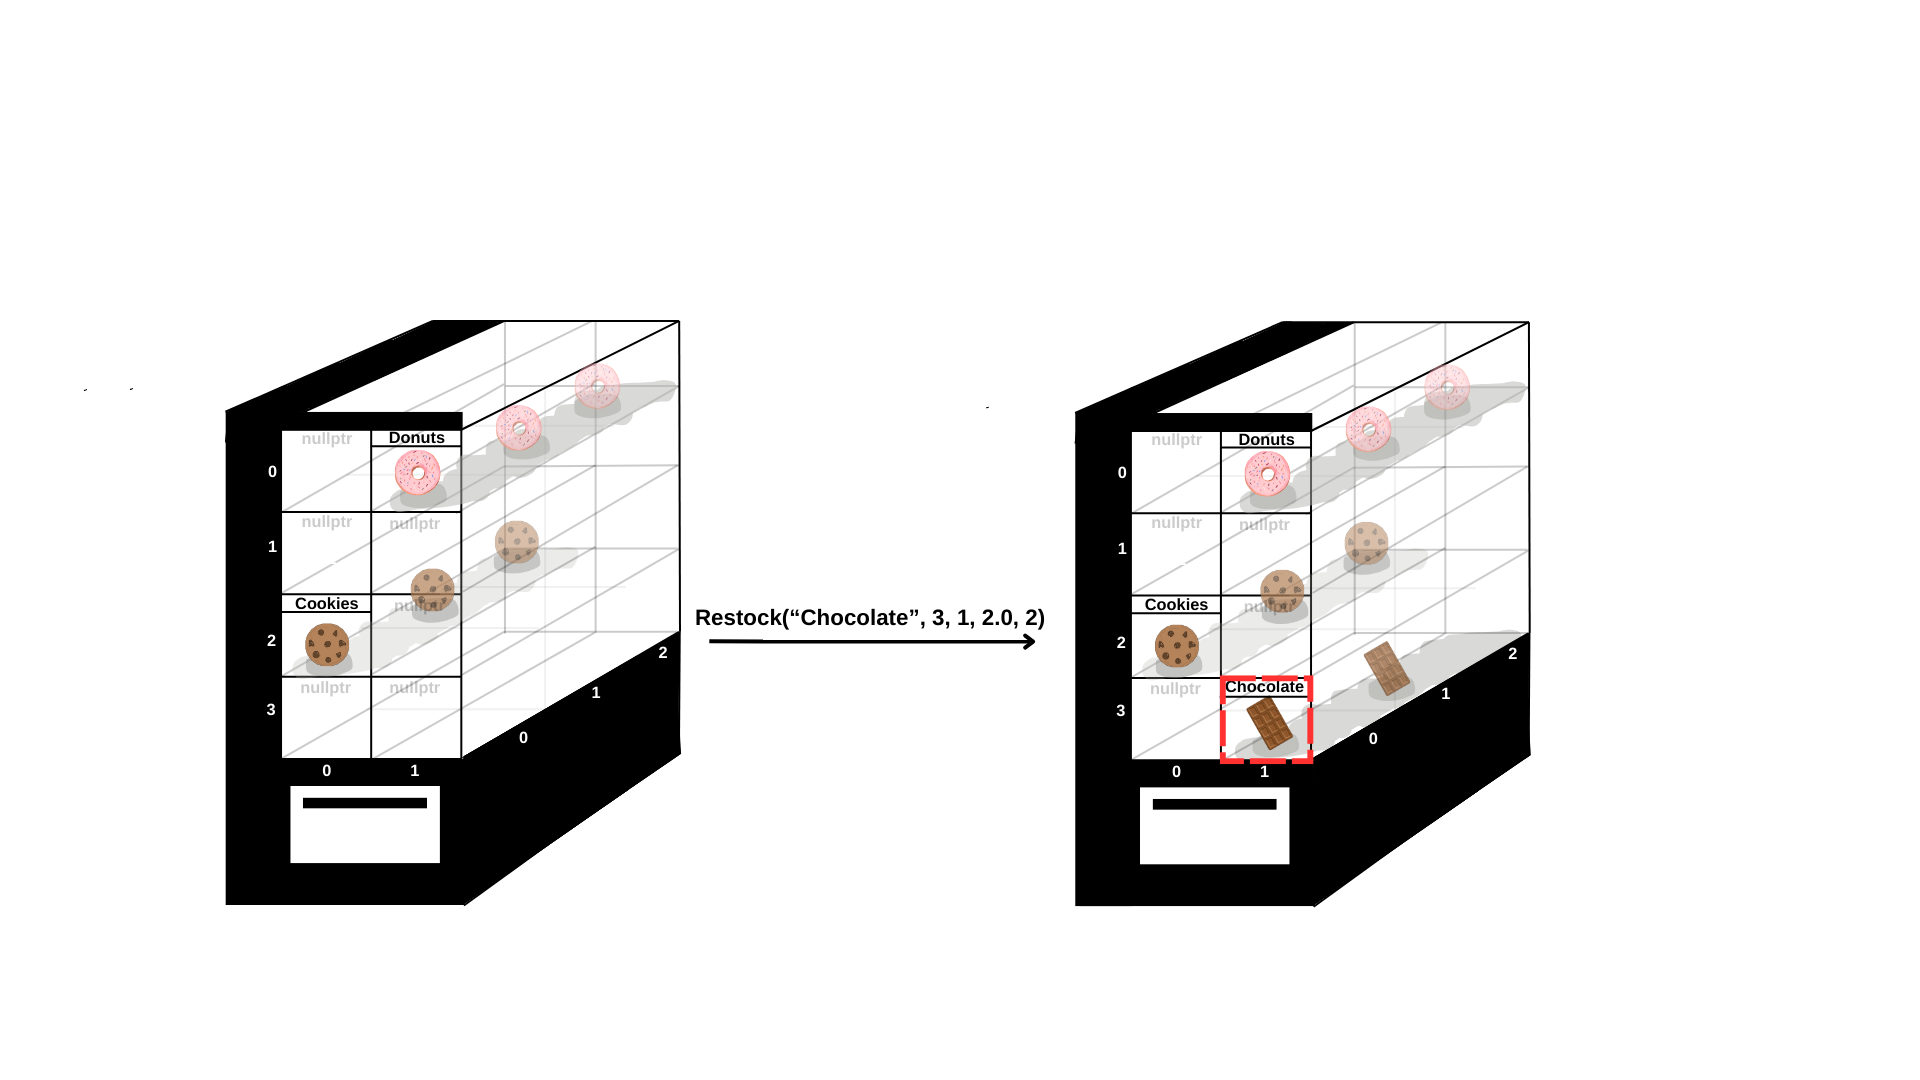 nullptr Donuts
0
nullptr nullptr
1
Cookies nullptr
2
nullptr nullptr
3
0 1
0
1
2
Restock(“Chocolate”, 3, 1, 2.0, 2)
nullptr Donuts
0
nullptr nullptr
1
Cookies nullptr
2
nullptr Chocolate
3
0 1
0
1
2